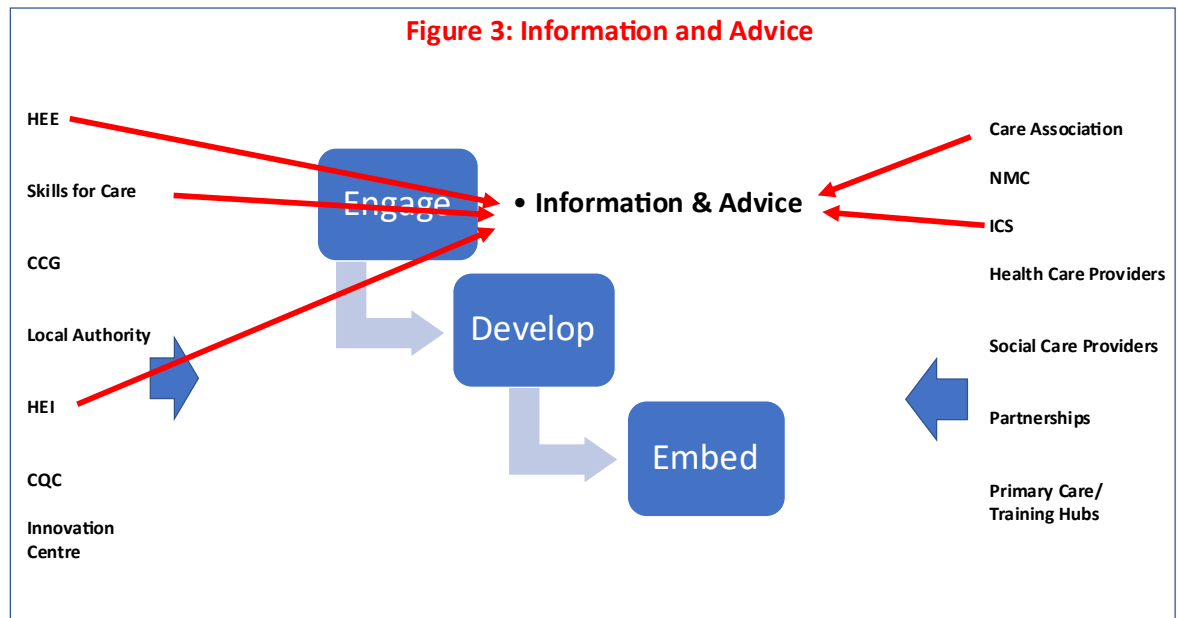 Figure 3: Information and Advice
HEE
Skills for Care
CCG
Local Authority
HEI
CQC
Innovation
Centre
Engage
• Information & Advice
Develop
Embed
Care Association
NMC
ICS
Health Care Providers
Social Care Providers
Partnerships
Primary Care/
Training Hubs